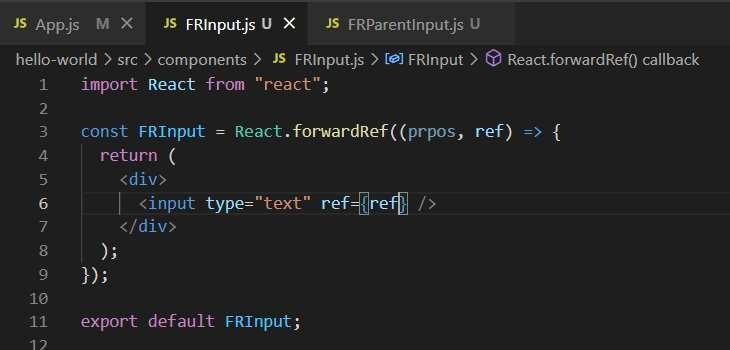 JS App.js M × JS FRInput.js U × JS FRParentInput.js U
hello-world > src > components > JS FRInput.js > FRInput > React.forwardRef() callback
1 import React from "react";
2
3 const FRInput = React.forwardRef((prpos, ref) => {
4 return (
5 <div>
6 <input type="text" ref={ref} />
7 </div>
8 );
9 });
10
11 export default FRInput;
12